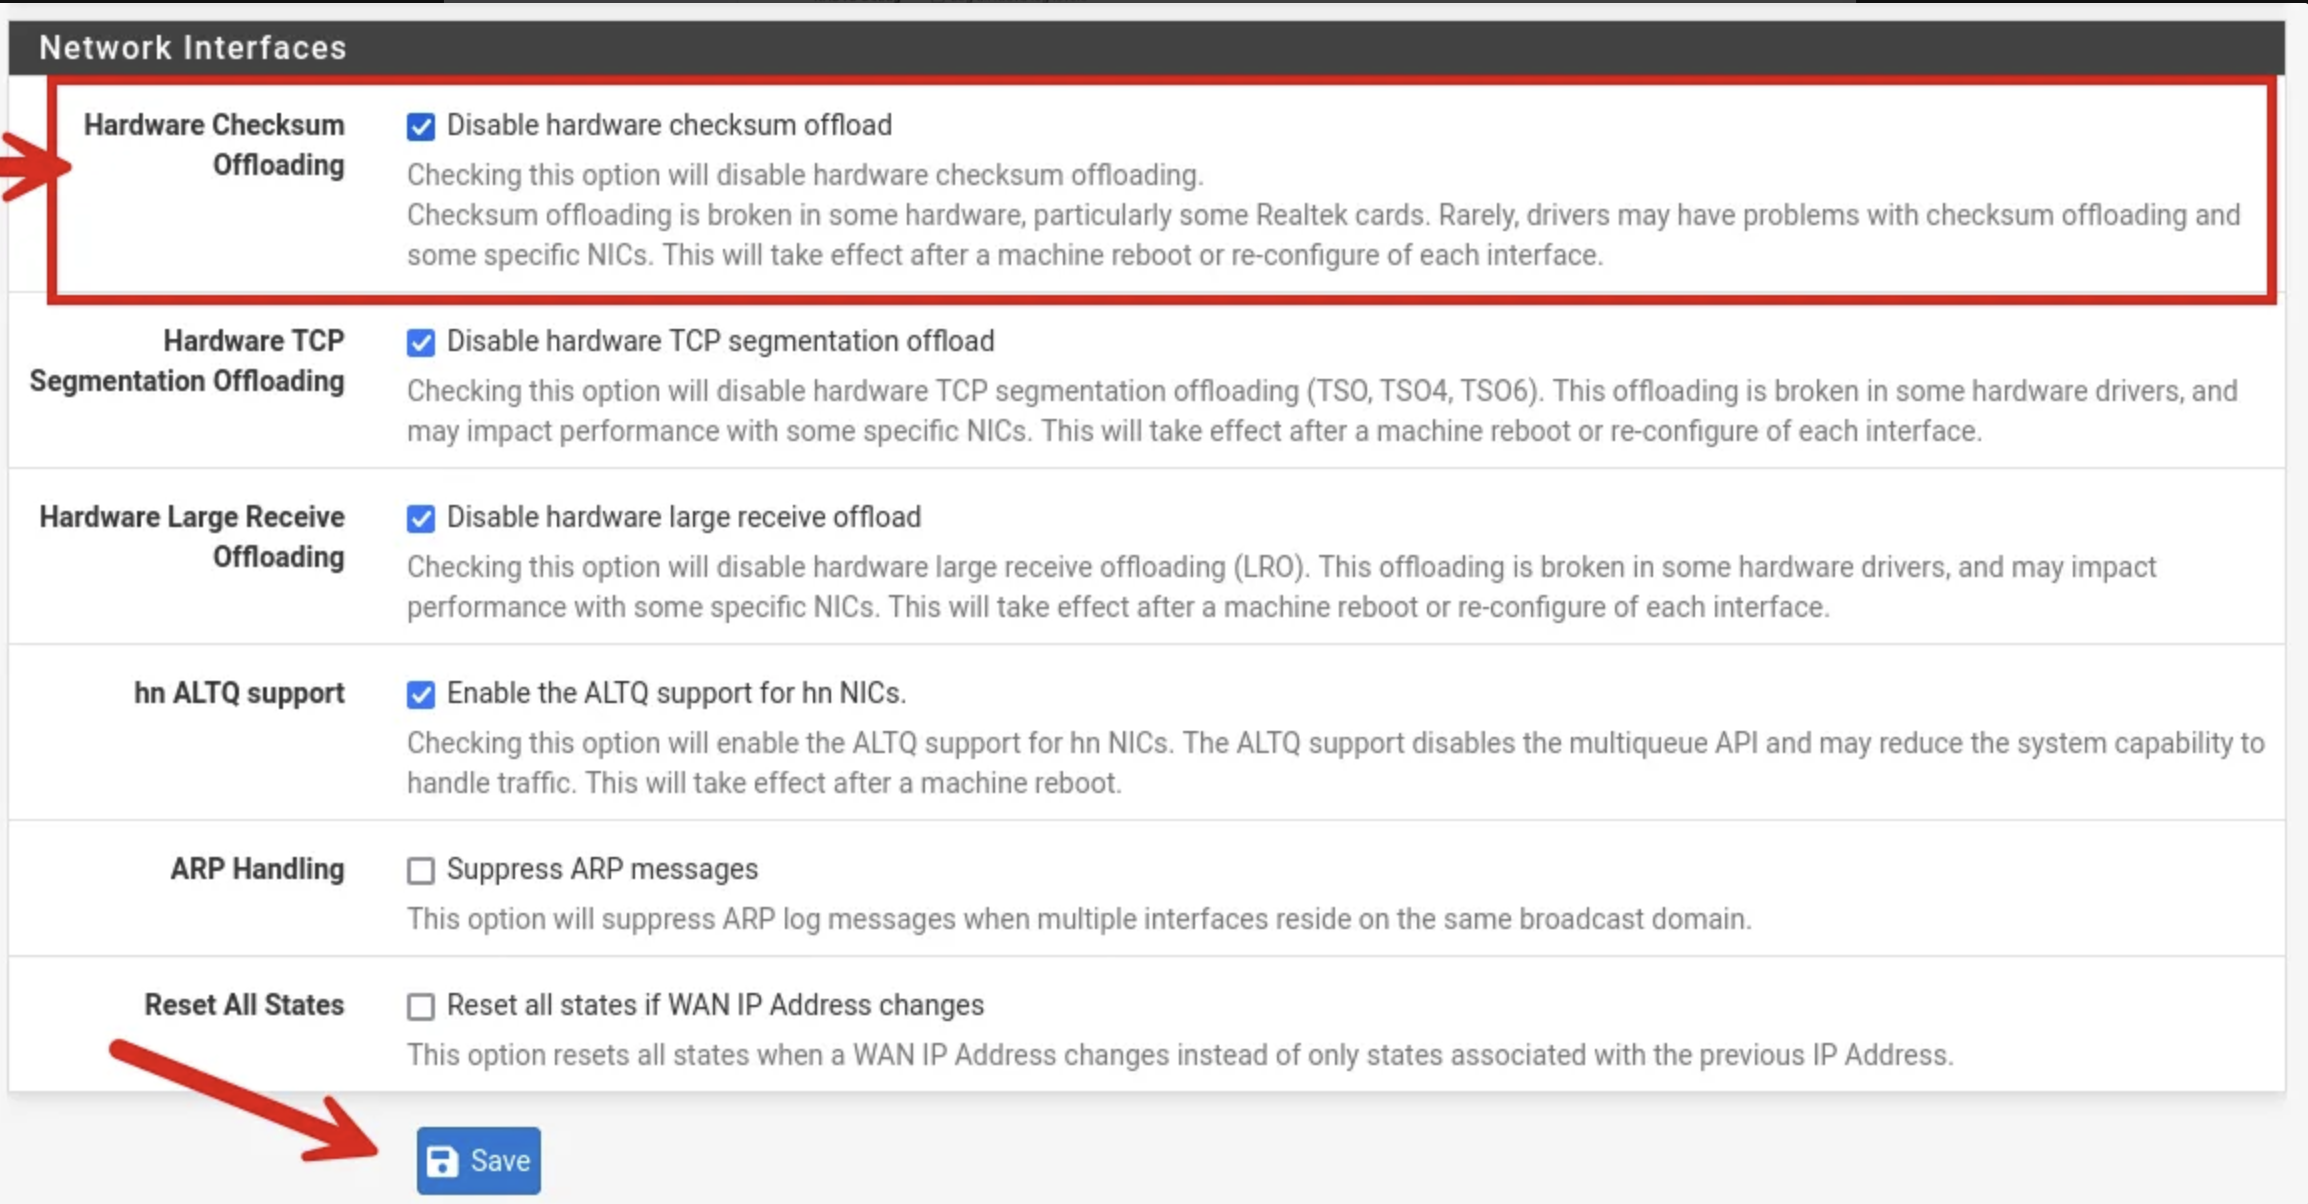 Network Interfaces
Hardware Checksum
Offloading
Disable hardware checksum offload
Checking this option will disable hardware checksum offloading.
Checksum offloading is broken in some hardware, particularly some Realtek cards. Rarely, drivers may have problems with checksum offloading and
some specific NICs. This will take effect after a machine reboot or re-configure of each interface.
Hardware TCP
Segmentation Offloading
Disable hardware TCP segmentation offload
Checking this option will disable hardware TCP segmentation offloading (TSO, TSO4, TSO6). This offloading is broken in some hardware drivers, and
may impact performance with some specific NICs. This will take effect after a machine reboot or re-configure of each interface.
Hardware Large Receive
Offloading
Disable hardware large receive offload
Checking this option will disable hardware large receive offloading (LRO). This offloading is broken in some hardware drivers, and may impact
performance with some specific NICs. This will take effect after a machine reboot or re-configure of each interface.
hn ALTQ support
Enable the ALTQ support for hn NICs.
Checking this option will enable the ALTQ support for hn NICs. The ALTQ support disables the multiqueue API and may reduce the system capability to
handle traffic. This will take effect after a machine reboot.
ARP Handling
Suppress ARP messages
This option will suppress ARP log messages when multiple interfaces reside on the same broadcast domain.
Reset All States
Reset all states if WAN IP Address changes
This option resets all states when a WAN IP Address changes instead of only states associated with the previous IP Address.
Save